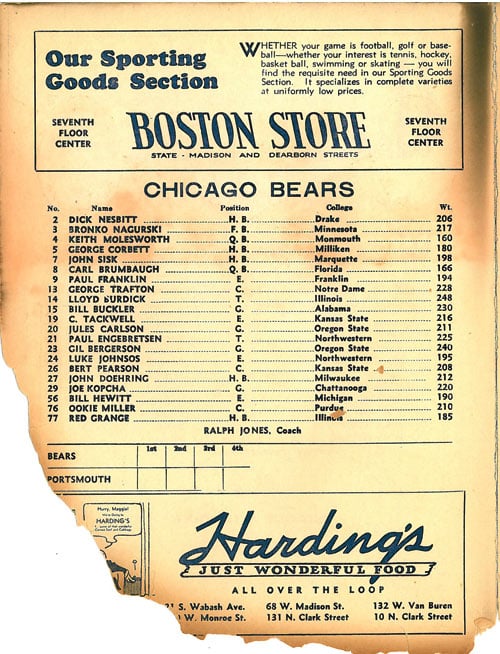 Our Sporting
Goods Section
WHETHER your game is football, golf or base-
ball—whether your interest is tennis, hockey,
basket ball, swimming or skating — you will
find the requisite need in our Sporting Goods
Section. It specializes in complete varieties
at uniformly low prices.
SEVENTH
FLOOR
CENTER
BOSTON STORE
STATE - MADISON AND DEARBORN STREETS
SEVENTH
FLOOR
CENTER
CHICAGO BEARS
No. Name Position College Wt.
2 DICK NESBITT H. B. Drake 206
3 BRONKO NAGURSKI F. B. Minnesota 217
4 KEITH MOLESWORTH Q. B. Monmouth 160
5 GEORGE CORBETT H. B. Milliken 180
7 JOHN SISK H. B. Marquette 198
8 CARL BRUMBAUGH Q. B. Florida 166
9 PAUL FRANKLIN E. Franklin 194
13 GEORGE TRAFTON C. Notre Dame 228
14 LLOYD BURDICK T. Illinois 248
15 BILL BUCKLER G. Alabama 230
19 C. TACKWELL E. Kansas State 216
20 JULES CARLSON G. Oregon State 211
21 PAUL ENGEBRETSEN T. Northwestern 225
23 GIL BERGERSON G. Oregon State 240
24 LUKE JOHNSOS E. Northwestern 195
26 BERT PEARSON C. Kansas State 208
27 JOHN DOEHRING H. B. Milwaukee 212
29 JOE KOPCHA G. Chattanooga 220
56 BILL HEWITT E. Michigan 190
76 OOKIE MILLER C. Purdue 210
77 RED GRANGE H. B. Illinois 185
RALPH JONES, Coach
1st 2nd 3rd 4th
BEARS
PORTSMOUTH
Hurry, Maggie!
We're Going to
HARDING'S
Corned Beef and Cabbage
Harding's
JUST WONDERFUL FOOD
ALL OVER THE LOOP
21 S. Wabash Ave. 68 W. Madison St. 132 W. Van Buren
W. Monroe St. 131 N. Clark Street 10 N. Clark Street